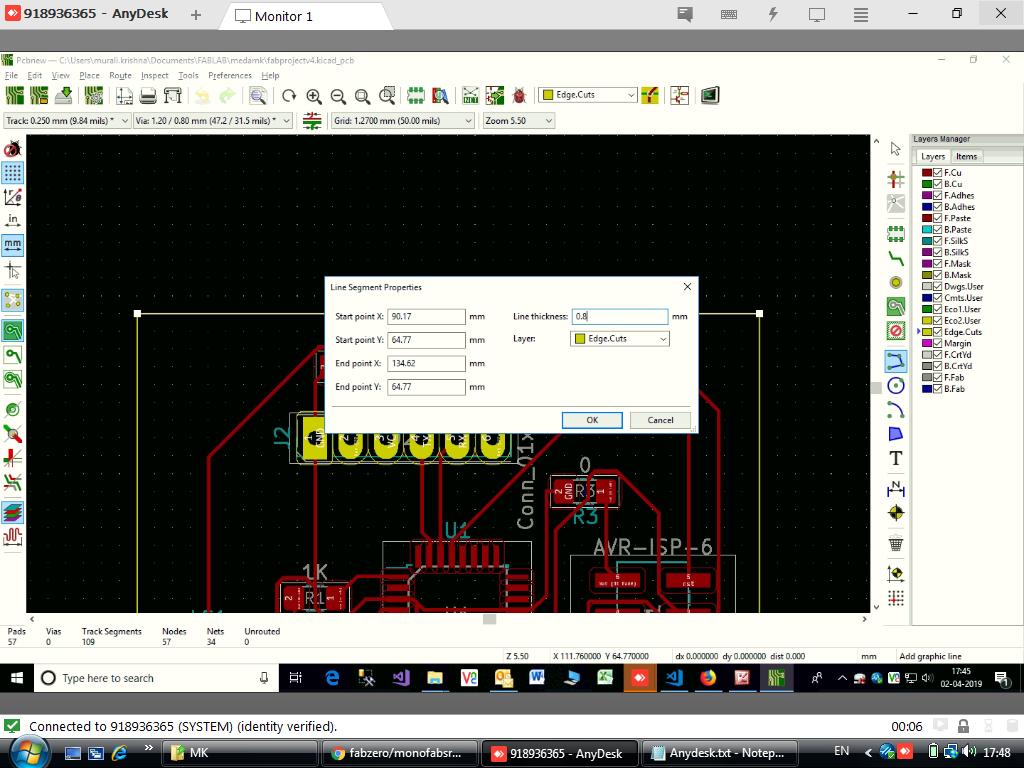 918936365 - AnyDesk
Monitor 1
Pcbnew — C:\Users\murali.krishna\Documents\FABLAB\medamk\fabprojectv4.kicad_pcb
File Edit View Place Route Inspect Tools Preferences Help
Edge.Cuts
Track: 0.250 mm (9.84 mils) *
Via: 1.20 / 0.80 mm (47.2 / 31.5 mils) *
Grid: 1.2700 mm (50.00 mils)
Zoom 5.50
in
mm
Layers Manager
Layers Items
F.Cu
B.Cu
F.Adhes
B.Adhes
F.Paste
B.Paste
F.SilkS
B.SilkS
F.Mask
B.Mask
Dwgs.User
Cmts.User
Eco1.User
Eco2.User
Edge.Cuts
Margin
F.CrtYd
B.CrtYd
F.Fab
B.Fab
Line Segment Properties
Start point X: 90.17 mm
Line thickness: 0.8 mm
Start point Y: 64.77 mm
Layer: Edge.Cuts
End point X: 134.62 mm
End point Y: 64.77 mm
OK
Cancel
J2
1
GND
Conn_01x
0
2
GND
R3
1
R3
U1
AVR-ISP-6
1K
2
R1
1
Pads 57
Vias 0
Track Segments 109
Nodes 57
Nets 34
Unrouted 0
Z 5.50
X 111.760000 Y 64.770000
dx 0.000000 dy 0.000000 dist 0.000
mm
Add graphic line
Type here to search
17:45
02-04-2019
Connected to 918936365 (SYSTEM) (identity verified).
00:06
MK
fabzero/monofabsr...
918936365 - AnyDesk
Anydesk.txt - Notep...
EN
17:48